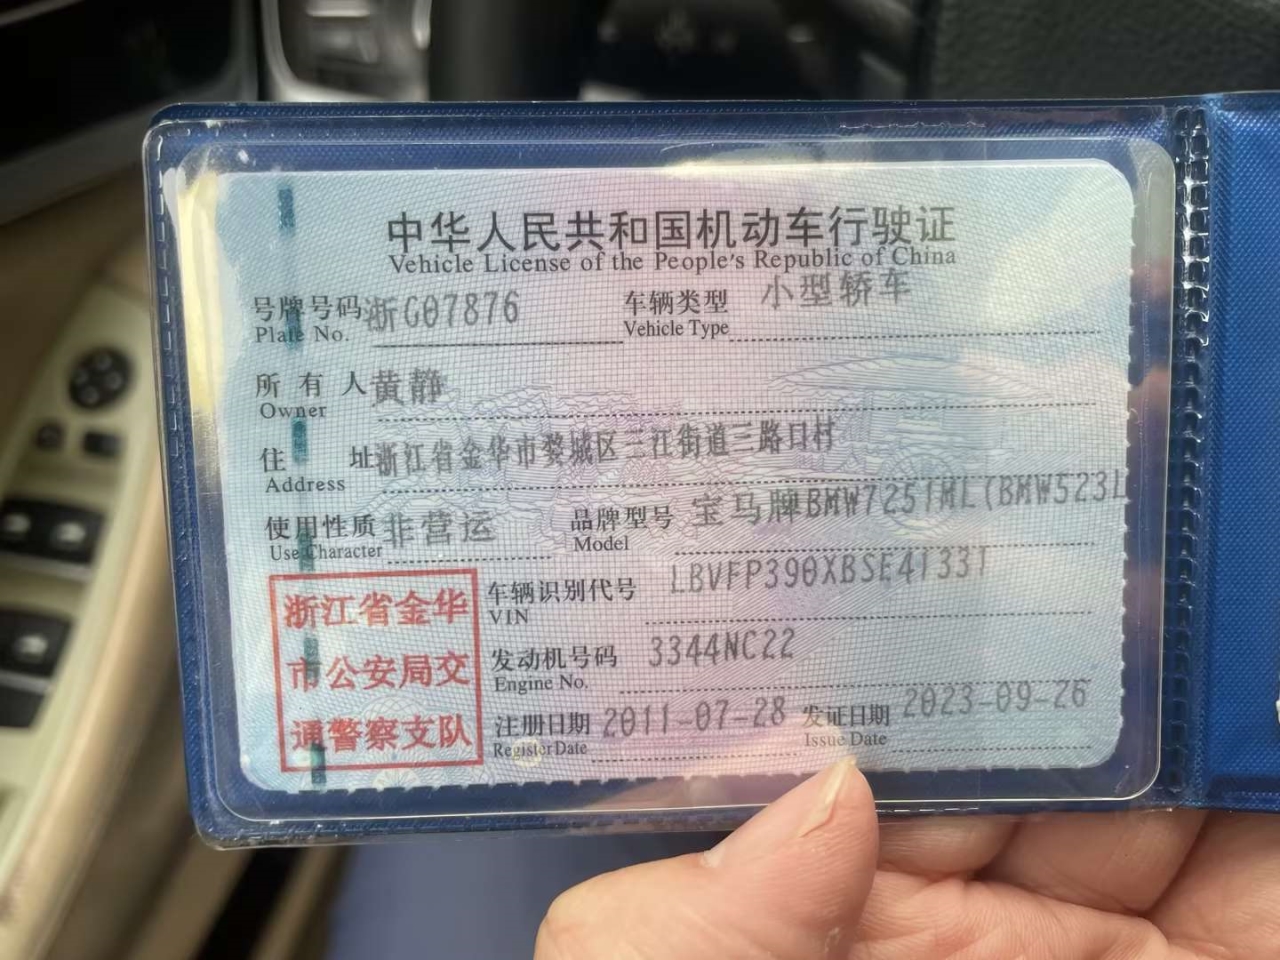 中华人民共和国机动车行驶证
Vehicle License of the People's Republic of China
号牌号码 浙G07876 车辆类型 小型轿车
Plate No. Vehicle Type
所有人 黄静
Owner
住址 浙江省金华市婺城区三江街道三路口村
Address
使用性质 非营运 品牌型号 宝马牌BMW7251HL(BMW523L
Use Character Model
车辆识别代号 LBVFP390XBSE41331
VIN
发动机号码 3344NC22
Engine No.
注册日期 2011-07-28 发证日期 2023-09-26
Register Date Issue Date
浙江省金华
市公安局交
通警察支队